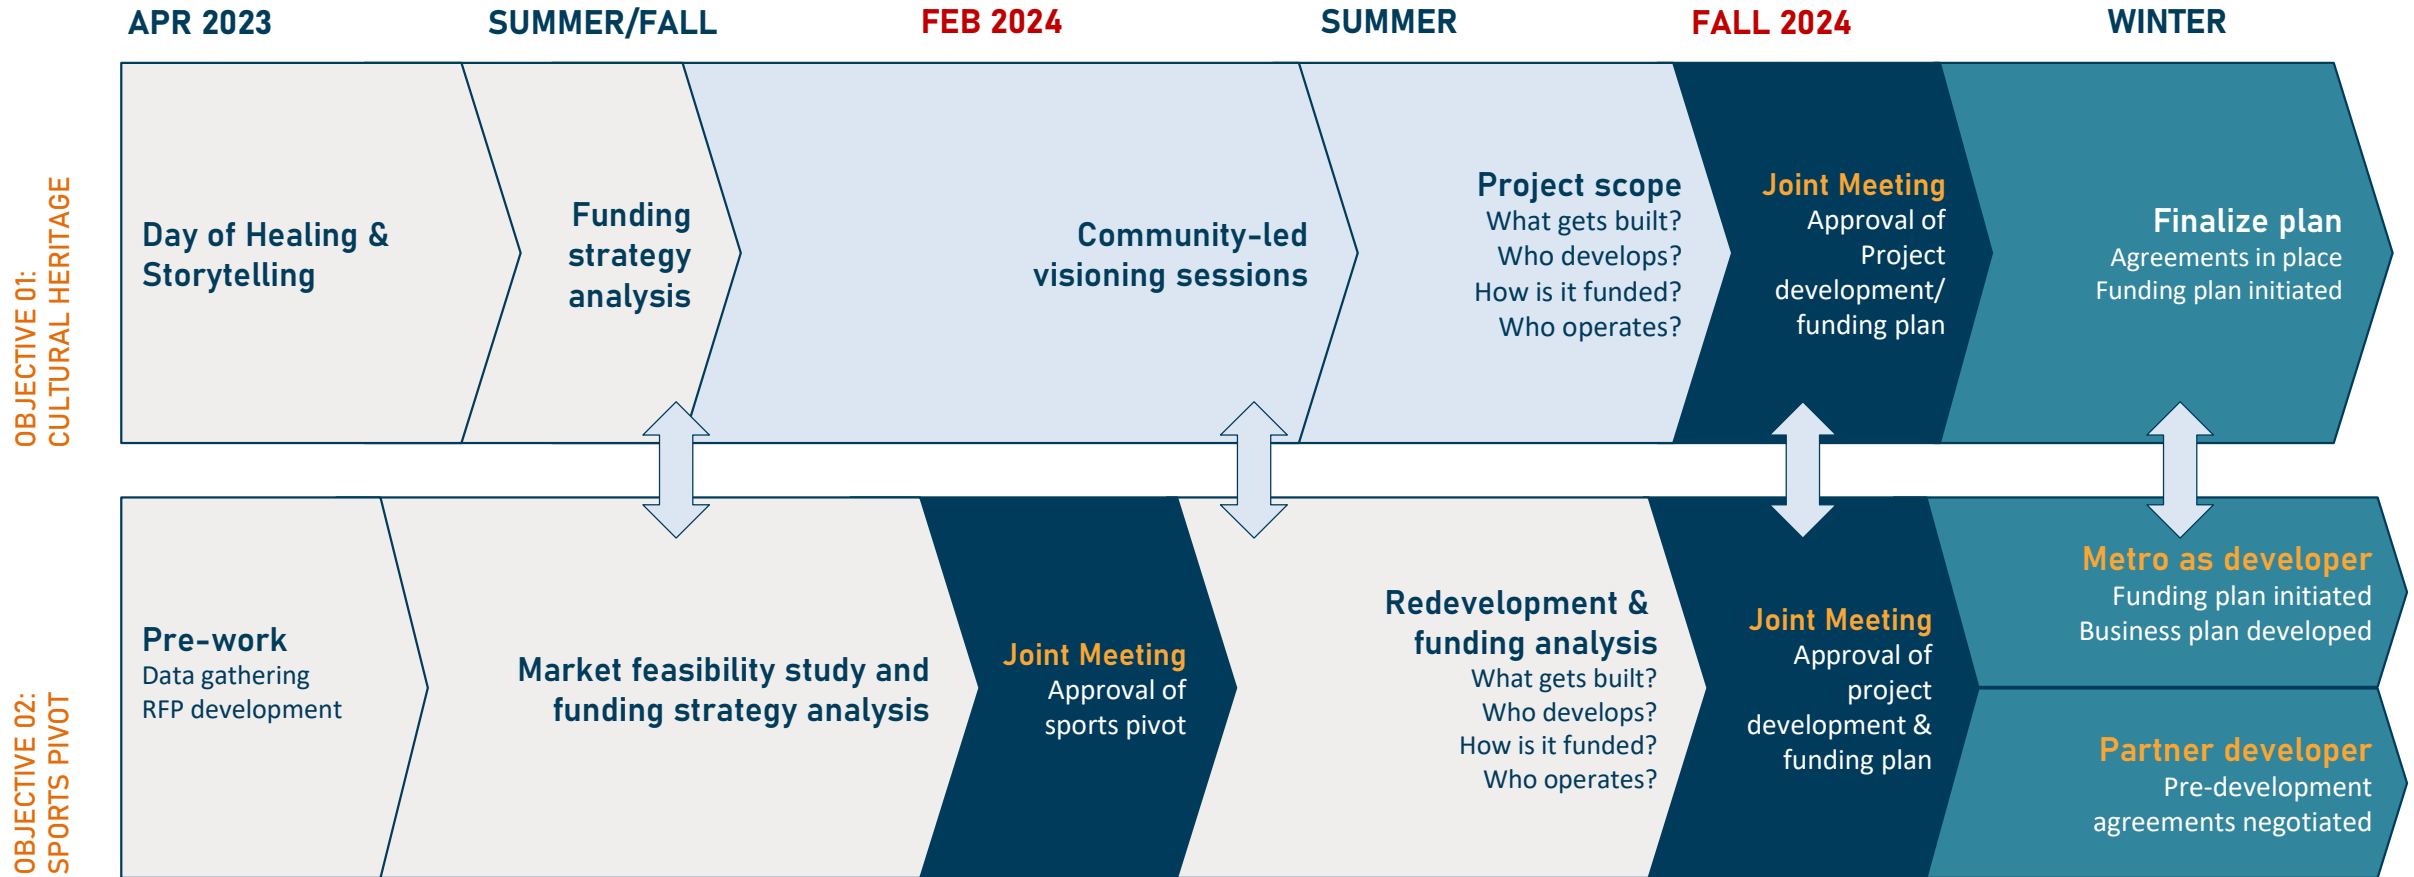 APR 2023
SUMMER/FALL
FEB 2024
SUMMER
FALL 2024
WINTER
OBJECTIVE 01:
CULTURAL HERITAGE
Day of Healing &
Storytelling
Funding
strategy
analysis
Community-led
visioning sessions
Project scope
What gets built?
Who develops?
How is it funded?
Who operates?
Joint Meeting
Approval of
Project
development/
funding plan
Finalize plan
Agreements in place
Funding plan initiated
OBJECTIVE 02:
SPORTS PIVOT
Pre-work
Data gathering
RFP development
Market feasibility study and
funding strategy analysis
Joint Meeting
Approval of
sports pivot
Redevelopment &
funding analysis
What gets built?
Who develops?
How is it funded?
Who operates?
Joint Meeting
Approval of
project
development &
funding plan
Metro as developer
Funding plan initiated
Business plan developed
Partner developer
Pre-development
agreements negotiated